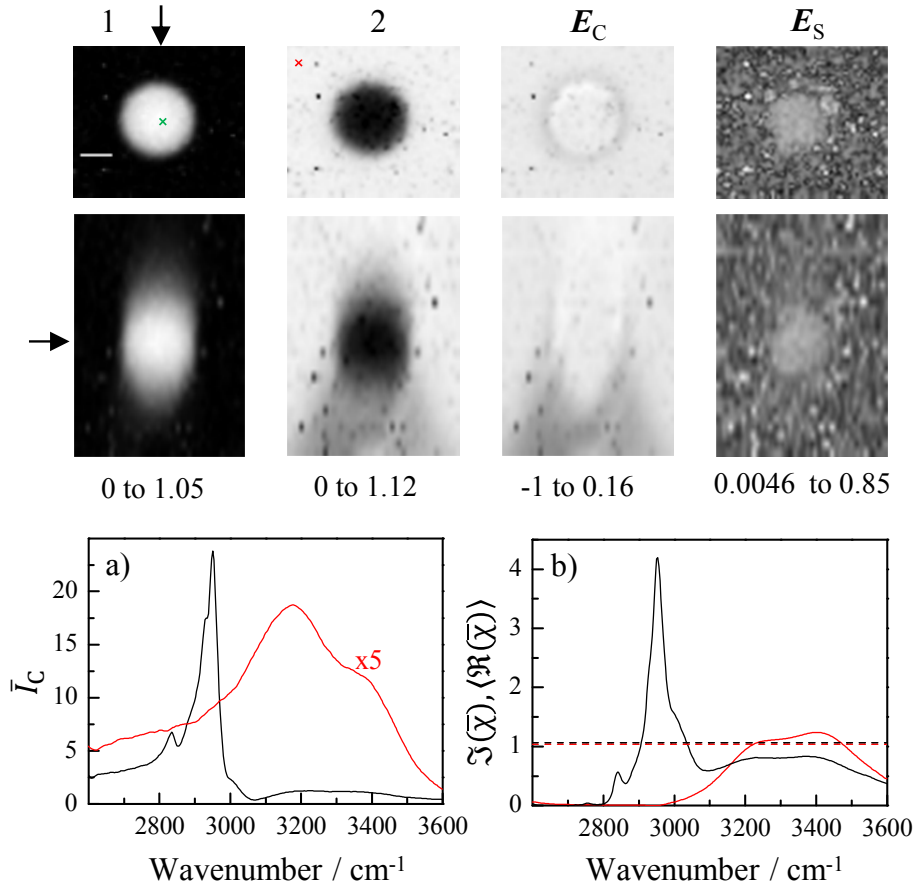 1 2 E_C E_S
0 to 1.05 0 to 1.12 -1 to 0.16 0.0046 to 0.85
a)
x5
Ī_C
0
5
10
15
20
2800 3000 3200 3400 3600
Wavenumber / cm⁻¹
b)
ℑ(χ̄), ⟨ℜ(χ̄)⟩
0
1
2
3
4
2800 3000 3200 3400 3600
Wavenumber / cm⁻¹